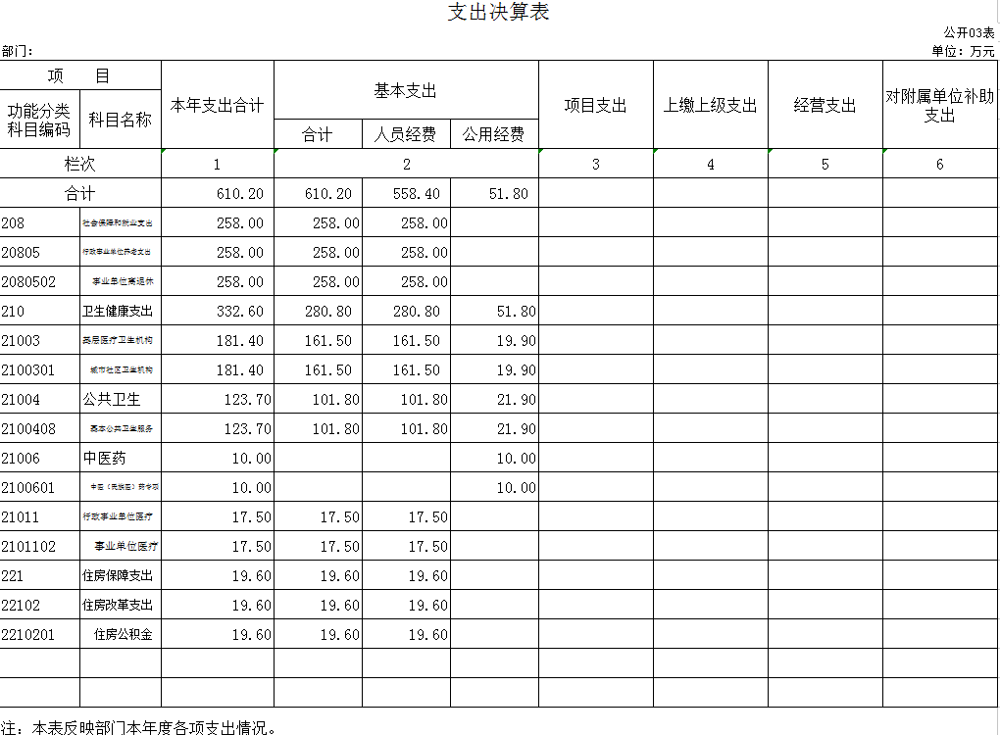 支出决算表
公开03表
部门： 单位：万元
项 目 本年支出合计 基本支出 项目支出 上缴上级支出 经营支出 对附属单位补助支出
功能分类科目编码 科目名称 合计 人员经费 公用经费
栏次 1 2 3 4 5 6
合计 610.20 610.20 558.40 51.80
208 社会保障和就业支出 258.00 258.00 258.00
20805 行政事业单位养老支出 258.00 258.00 258.00
2080502 事业单位离退休 258.00 258.00 258.00
210 卫生健康支出 332.60 280.80 280.80 51.80
21003 基层医疗卫生机构 181.40 161.50 161.50 19.90
2100301 城市社区卫生机构 181.40 161.50 161.50 19.90
21004 公共卫生 123.70 101.80 101.80 21.90
2100408 基本公共卫生服务 123.70 101.80 101.80 21.90
21006 中医药 10.00 10.00
2100601 中医（民族医）药专项 10.00 10.00
21011 行政事业单位医疗 17.50 17.50 17.50
2101102 事业单位医疗 17.50 17.50 17.50
221 住房保障支出 19.60 19.60 19.60
22102 住房改革支出 19.60 19.60 19.60
2210201 住房公积金 19.60 19.60 19.60
注：本表反映部门本年度各项支出情况。